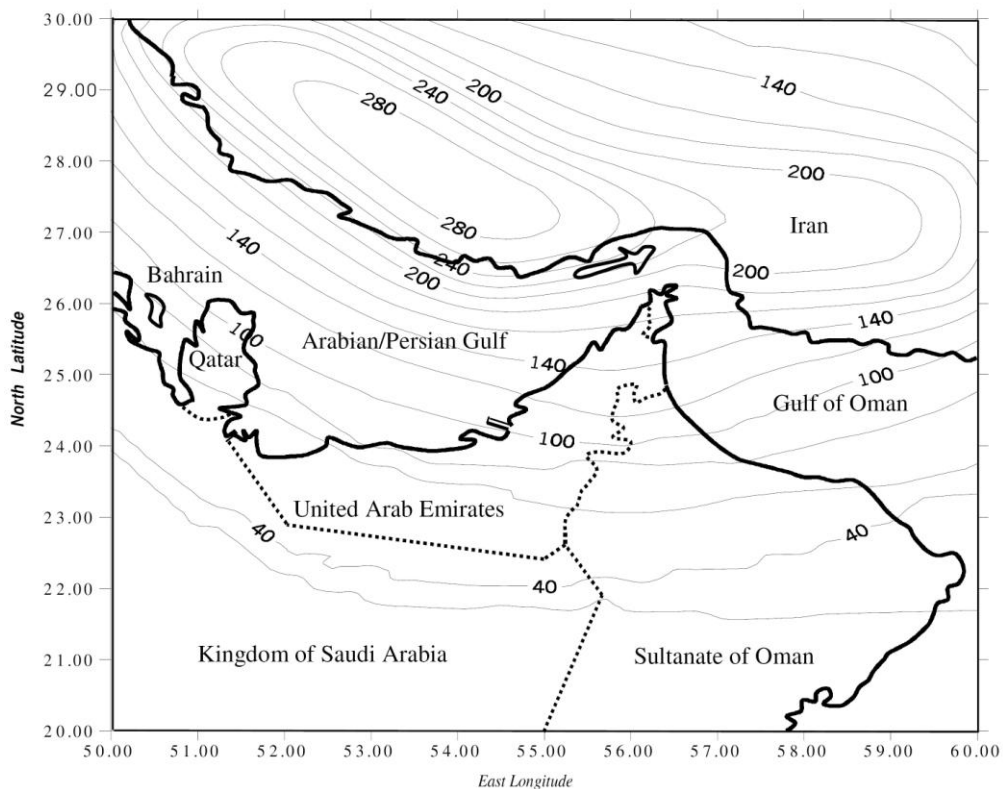 30.00
29.00
28.00
27.00
26.00
25.00
24.00
23.00
22.00
21.00
20.00
North Latitude
200
240
280
140
200
280
240
200
140
Iran
200
140
100
Bahrain
100
Qatar
Arabian/Persian Gulf
140
100
Gulf of Oman
United Arab Emirates
40
40
40
Kingdom of Saudi Arabia
Sultanate of Oman
50.00 51.00 52.00 53.00 54.00 55.00 56.00 57.00 58.00 59.00 60.00
East Longitude